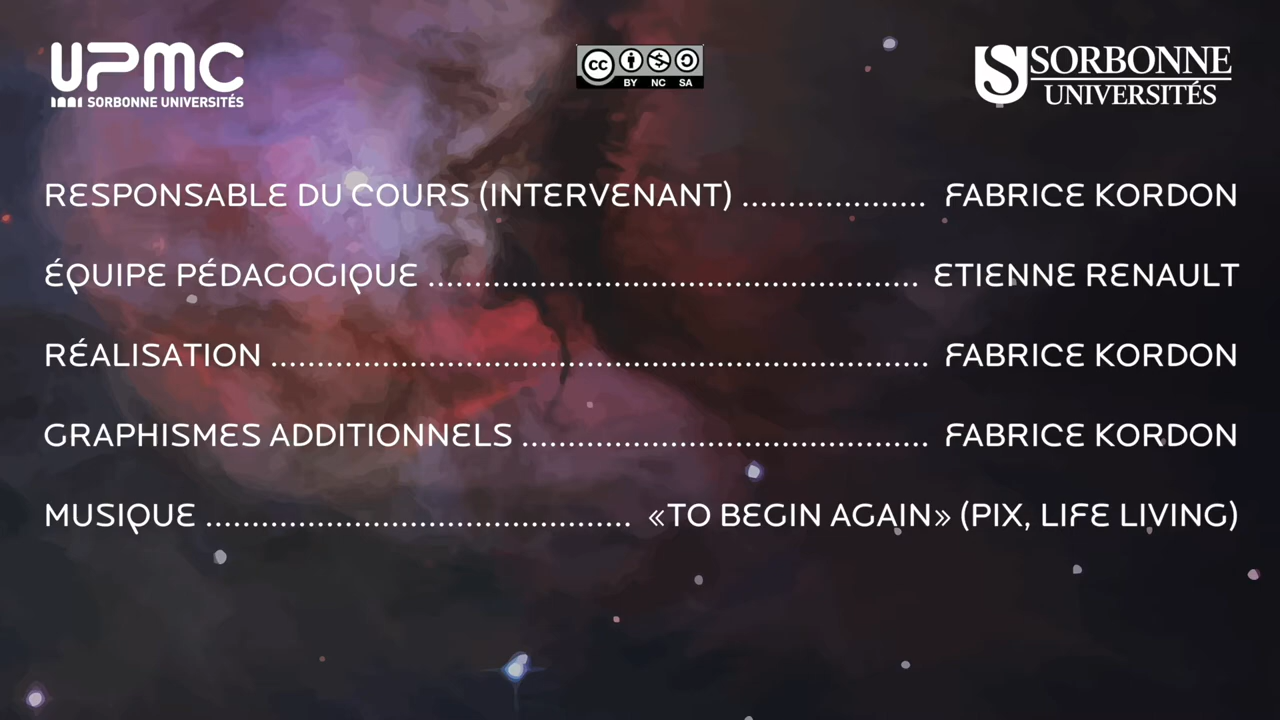 UPMC
SORBONNE UNIVERSITÉS
CC BY NC SA
SORBONNE
UNIVERSITÉS
RESPONSABLE DU COURS (INTERVENANT) .................... FABRICE KORDON
ÉQUIPE PÉDAGOGIQUE .................................................... ETIENNE RENAULT
RÉALISATION ...................................................................... FABRICE KORDON
GRAPHISMES ADDITIONNELS ........................................... FABRICE KORDON
MUSIQUE ............................................. «TO BEGIN AGAIN» (PIX, LIFE LIVING)